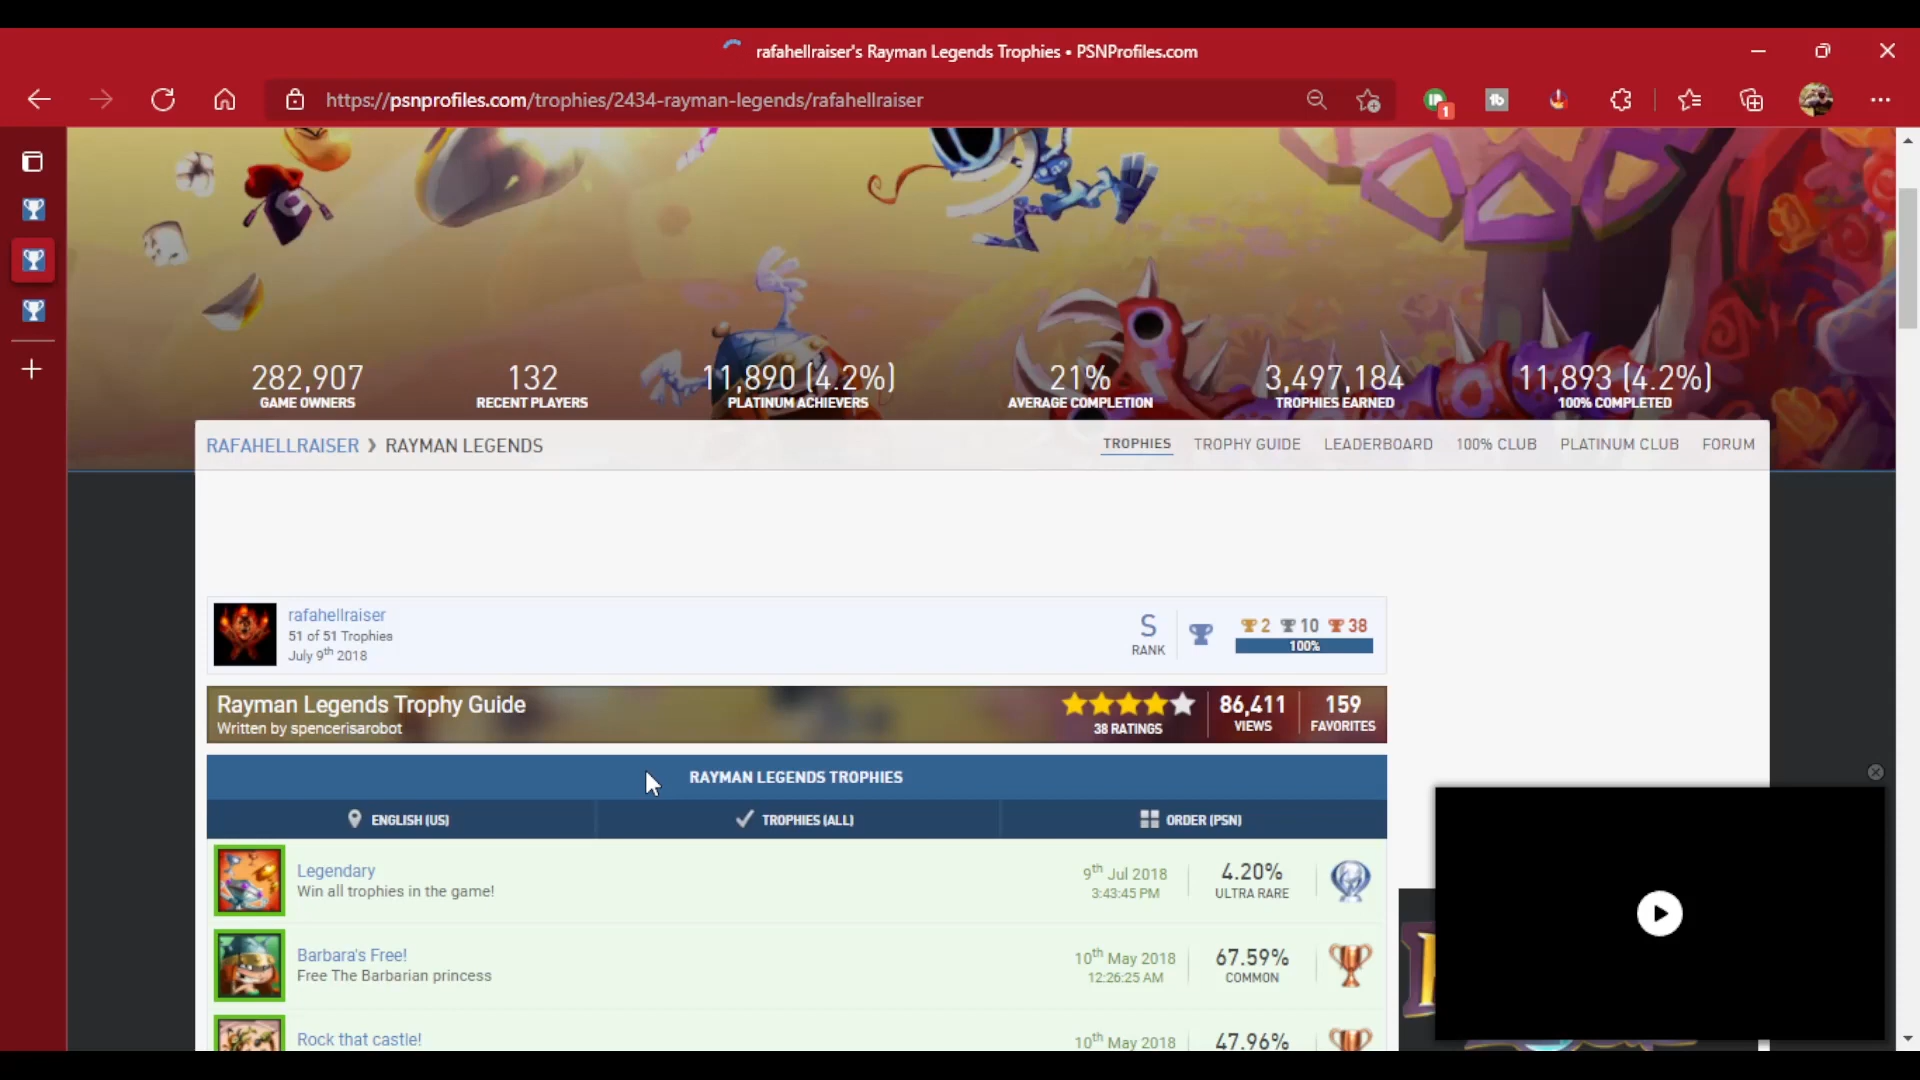 rafahellraiser's Rayman Legends Trophies • PSNProfiles.com
https://psnprofiles.com/trophies/2434-rayman-legends/rafahellraiser
1
282,907
GAME OWNERS
132
RECENT PLAYERS
11,890 (4.2%)
PLATINUM ACHIEVERS
21%
AVERAGE COMPLETION
3,497,184
TROPHIES EARNED
11,893 (4.2%)
100% COMPLETED
RAFAHELLRAISER › RAYMAN LEGENDS
TROPHIES TROPHY GUIDE LEADERBOARD 100% CLUB PLATINUM CLUB FORUM
rafahellraiser
51 of 51 Trophies
July 9th 2018
S
RANK
2 10 38
100%
Rayman Legends Trophy Guide
Written by spencerisarobot
38 RATINGS
86,411
VIEWS
159
FAVORITES
RAYMAN LEGENDS TROPHIES
ENGLISH (US) TROPHIES (ALL) ORDER (PSN)
Legendary
Win all trophies in the game!
9th Jul 2018
3:43:45 PM
4.20%
ULTRA RARE
Barbara's Free!
Free The Barbarian princess
10th May 2018
12:26:25 AM
67.59%
COMMON
Rock that castle!
10th May 2018
47.96%